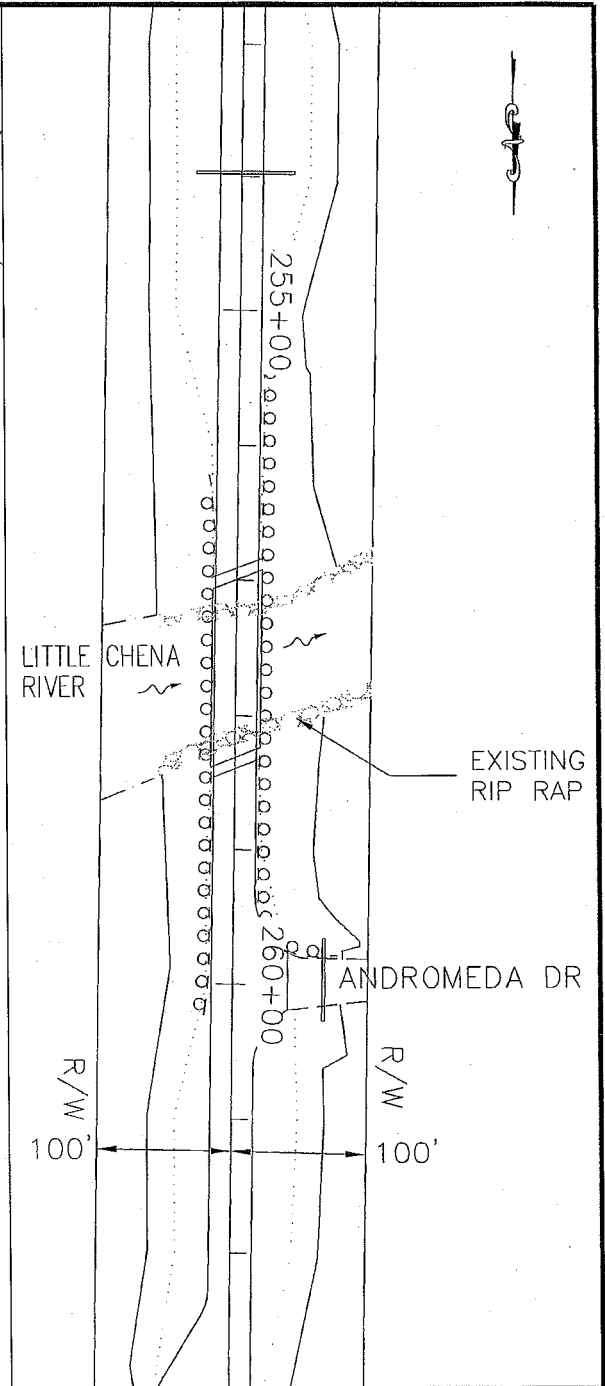 255+00
LITTLE CHENA
RIVER
EXISTING
RIP RAP
260+00
ANDROMEDA DR
R/W
R/W
100'
100'